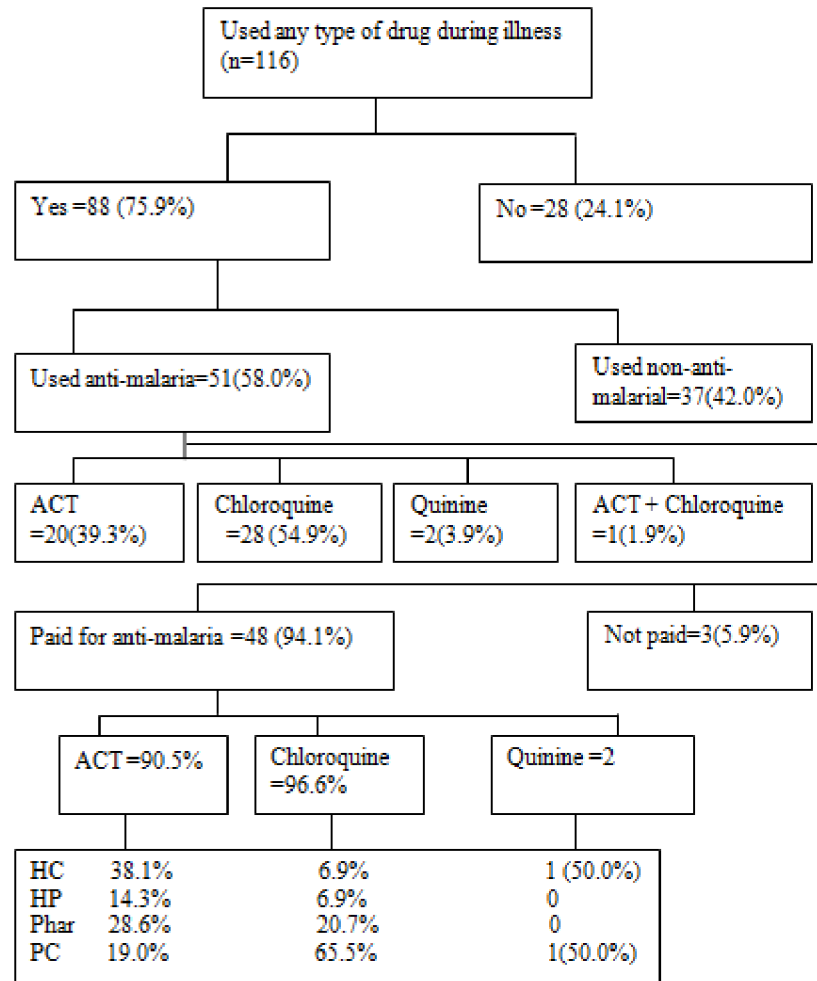 Used any type of drug during illness
(n=116)
Yes =88 (75.9%)
No =28 (24.1%)
Used anti-malaria=51(58.0%)
Used non-anti-
malarial=37(42.0%)
ACT
=20(39.3%)
Chloroquine
=28 (54.9%)
Quinine
=2(3.9%)
ACT + Chloroquine
=1(1.9%)
Paid for anti-malaria =48 (94.1%)
Not paid=3(5.9%)
ACT =90.5%
Chloroquine
=96.6%
Quinine =2
HC 38.1% 6.9% 1 (50.0%)
HP 14.3% 6.9% 0
Phar 28.6% 20.7% 0
PC 19.0% 65.5% 1(50.0%)